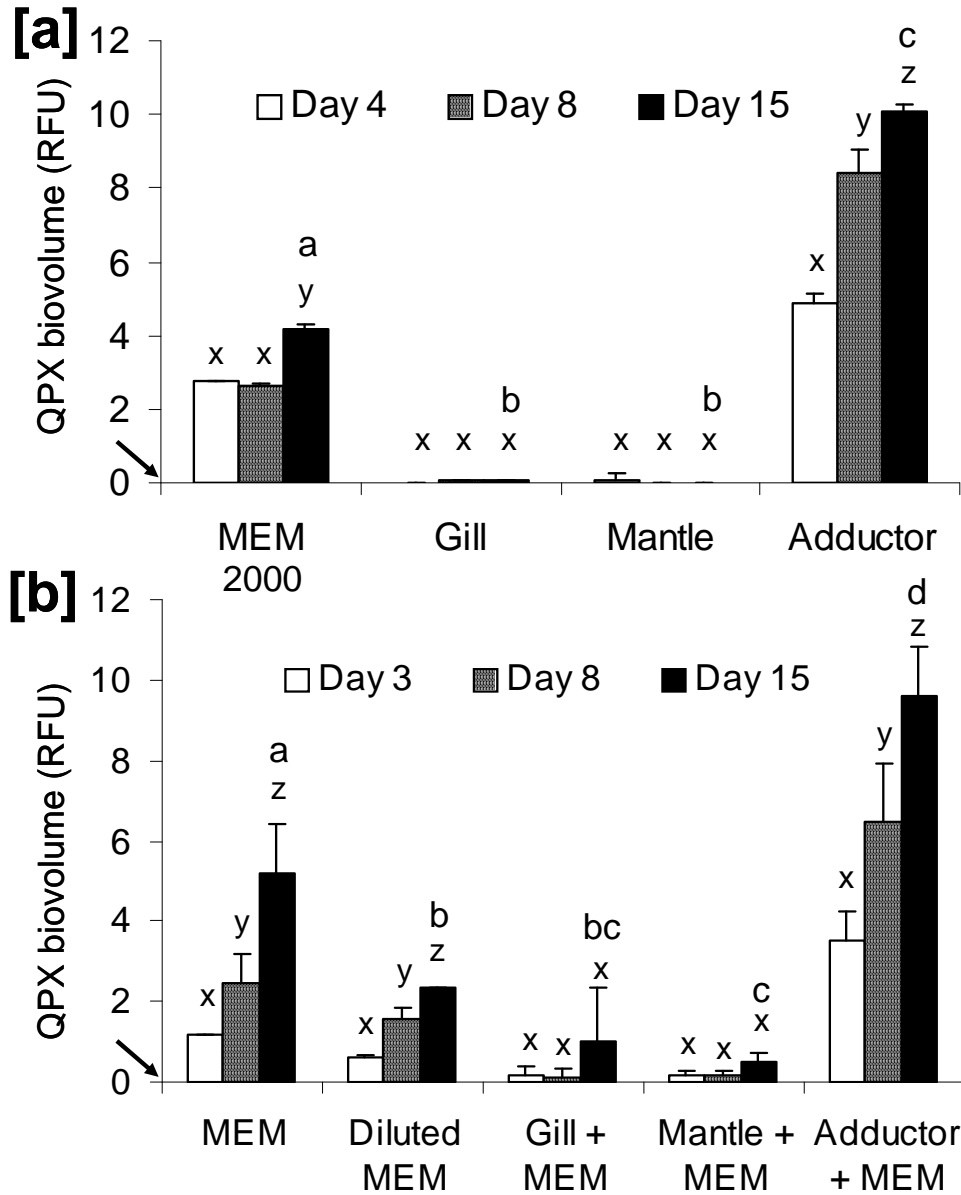 [a]
QPX biovolume (RFU)
12
10
8
6
4
2
0
Day 4 Day 8 Day 15
x x a y
x x b x
x x b x
x y c z
MEM 2000 Gill Mantle Adductor
[b]
QPX biovolume (RFU)
12
10
8
6
4
2
0
Day 3 Day 8 Day 15
x y a z
x y b z
x x bc x
x x c x
x y d z
MEM Diluted MEM Gill + MEM Mantle + MEM Adductor + MEM